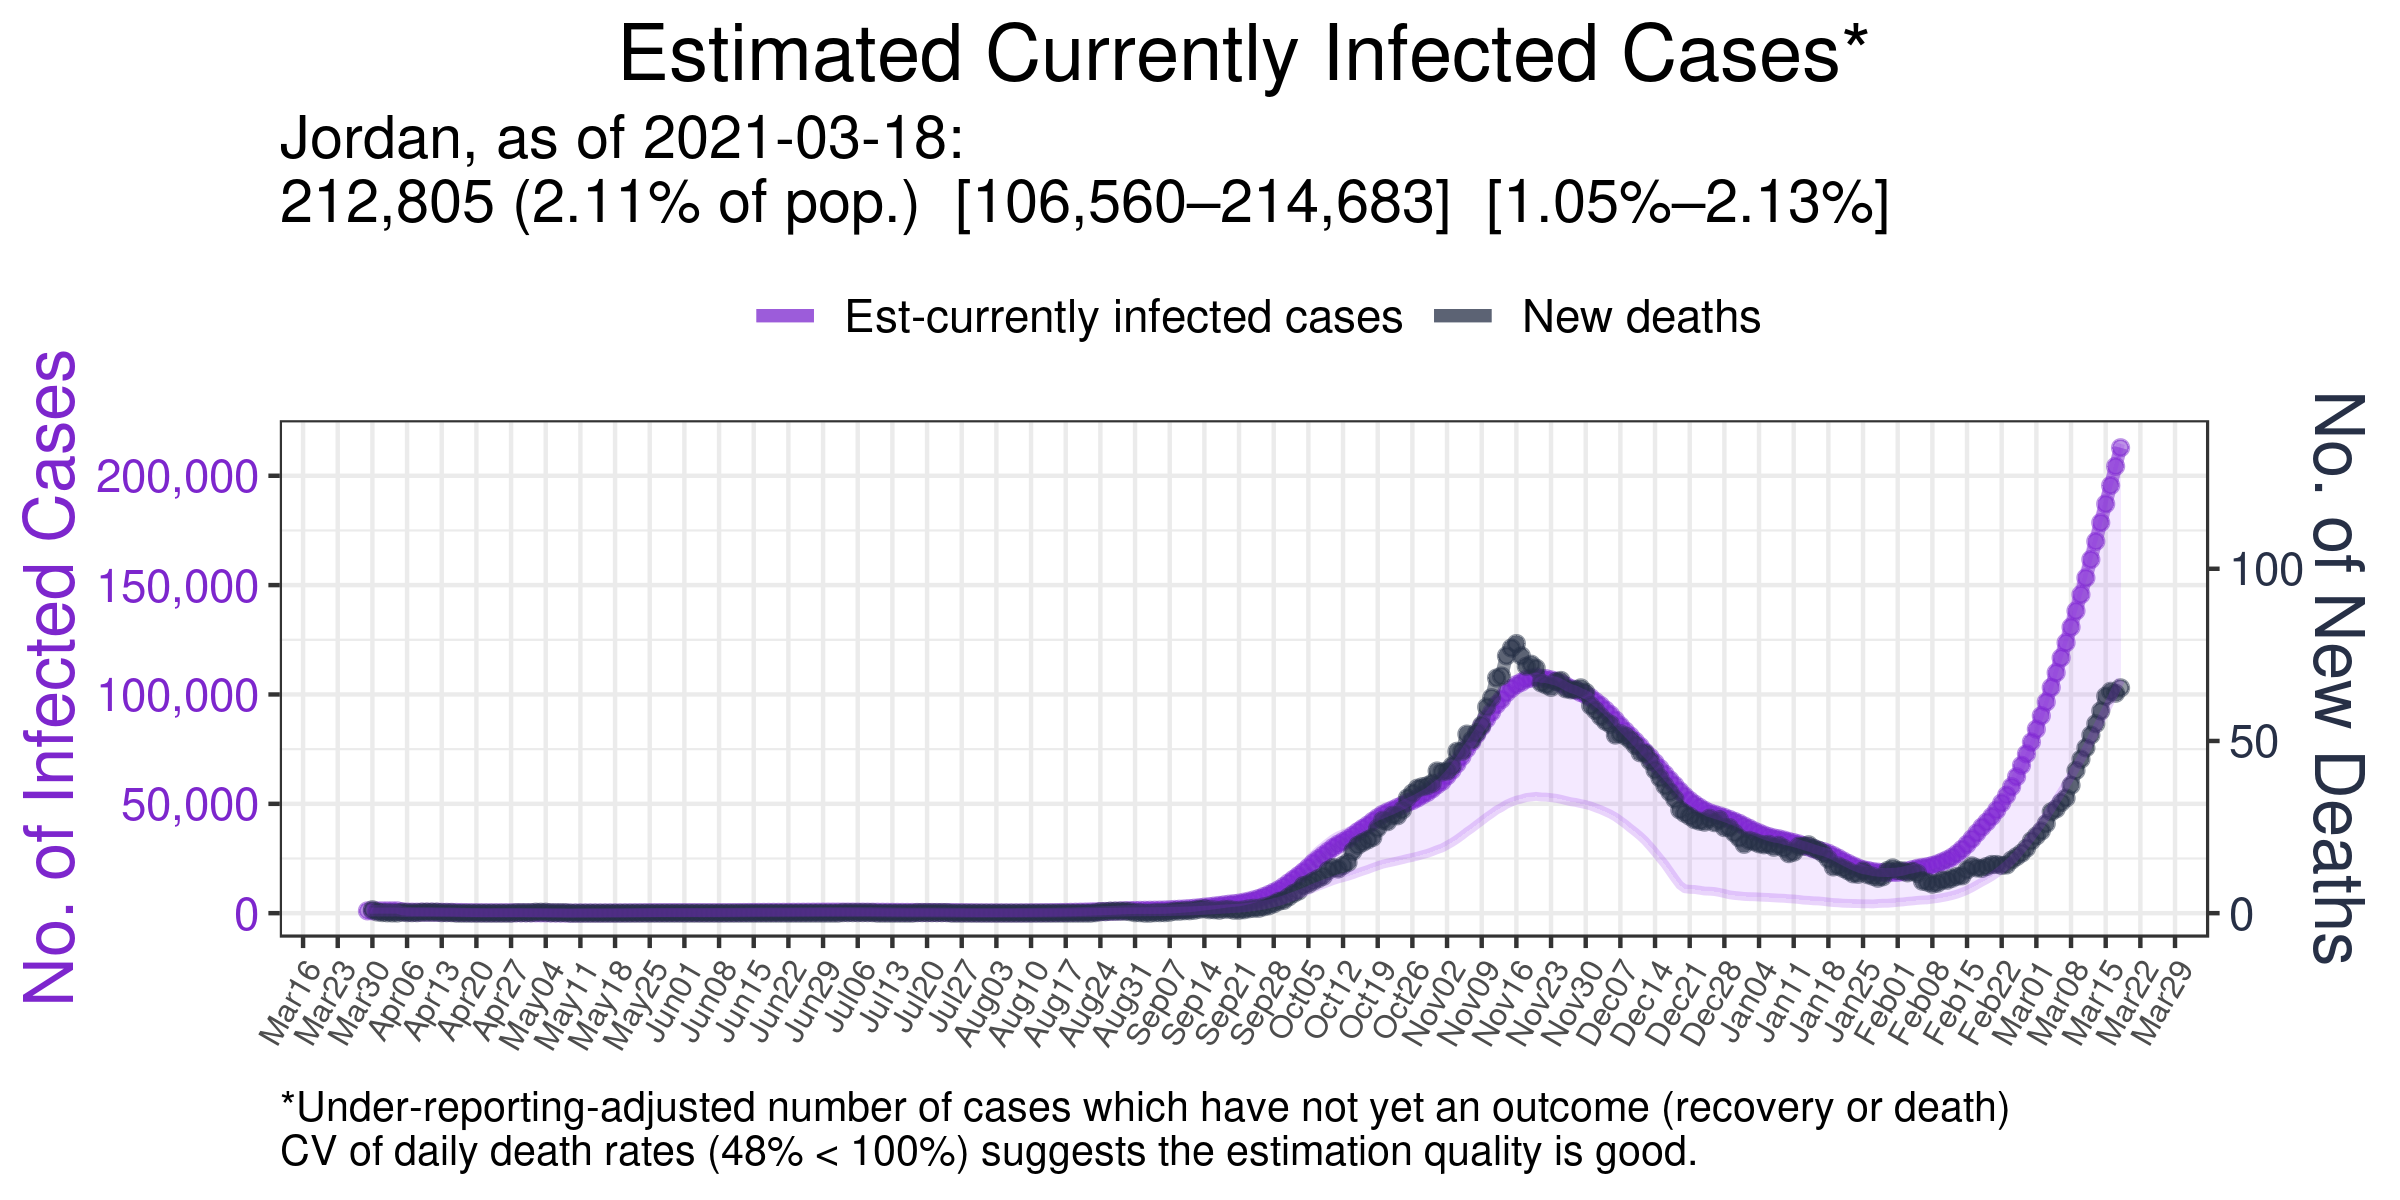 Estimated Currently Infected Cases*
Jordan, as of 2021-03-18:
212,805 (2.11% of pop.) [106,560–214,683] [1.05%–2.13%]
Est-currently infected cases New deaths
No. of Infected Cases
200,000
150,000
100,000
50,000
0
100
50
0
No. of New Deaths
Mar16 Mar23 Mar30 Apr06 Apr13 Apr20 Apr27 May04 May11 May18 May25 Jun01 Jun08 Jun15 Jun22 Jun29 Jul06 Jul13 Jul20 Jul27 Aug03 Aug10 Aug17 Aug24 Aug31 Sep07 Sep14 Sep21 Sep28 Oct05 Oct12 Oct19 Oct26 Nov02 Nov09 Nov16 Nov23 Nov30 Dec07 Dec14 Dec21 Dec28 Jan04 Jan11 Jan18 Jan25 Feb01 Feb08 Feb15 Feb22 Mar01 Mar08 Mar15 Mar22 Mar29
*Under-reporting-adjusted number of cases which have not yet an outcome (recovery or death)
CV of daily death rates (48% < 100%) suggests the estimation quality is good.